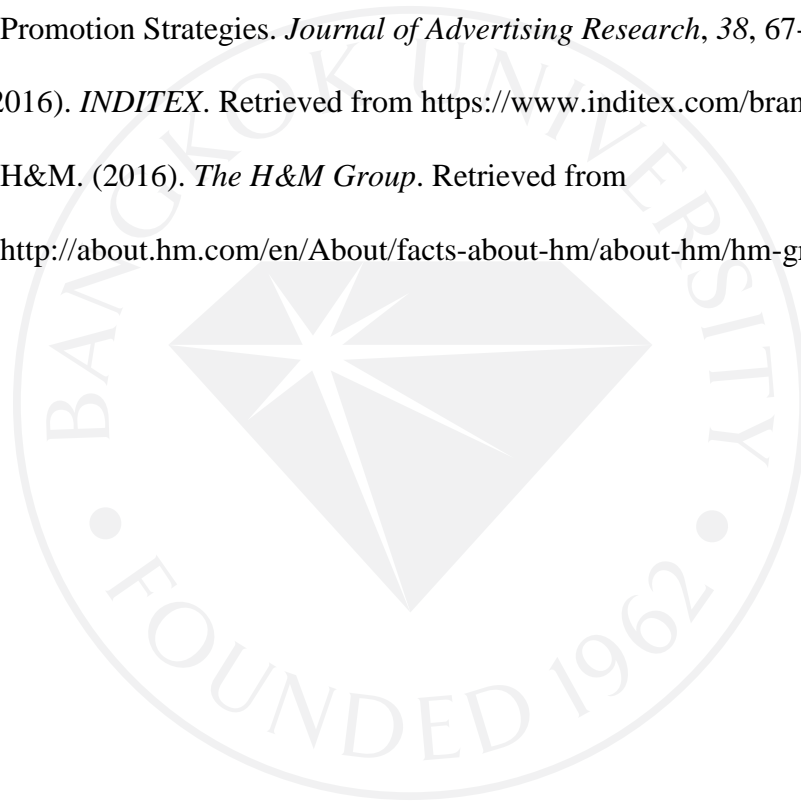 Promotion Strategies. Journal of Advertising Research, 38, 67-
2016). INDITEX. Retrieved from https://www.inditex.com/bran
H&M. (2016). The H&M Group. Retrieved from
http://about.hm.com/en/About/facts-about-hm/about-hm/hm-gr
BANGKOK UNIVERSITY
FOUNDED 1962